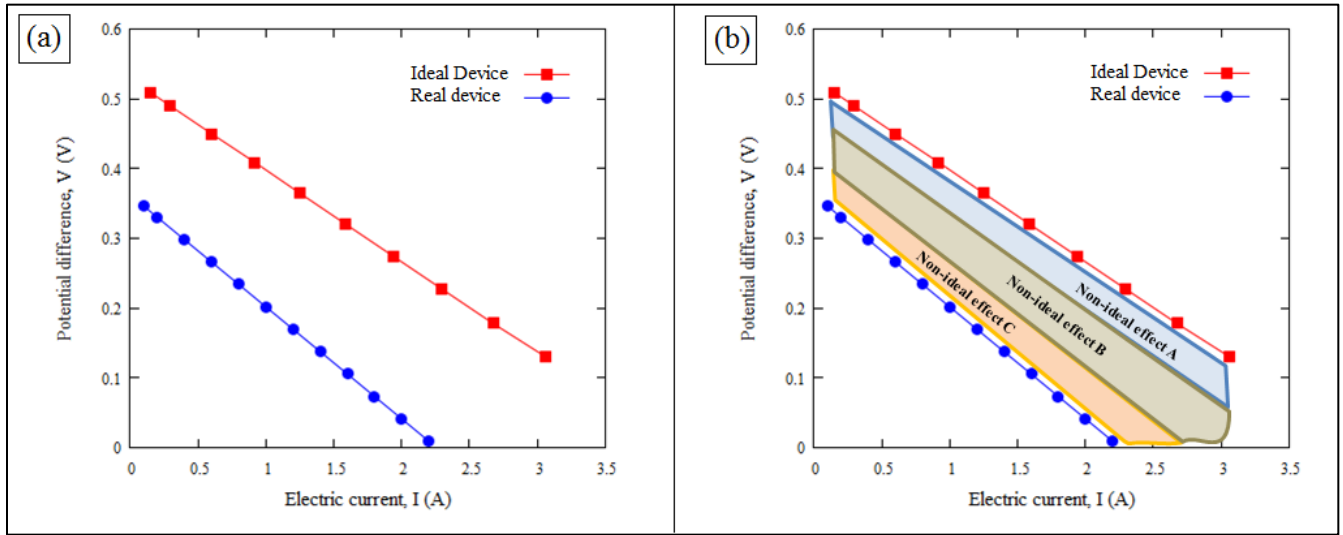 (a)
Ideal Device
Real device
Potential difference, V (V)
0.6
0.5
0.4
0.3
0.2
0.1
0
0 0.5 1 1.5 2 2.5 3 3.5
Electric current, I (A)
(b)
Ideal Device
Real device
Potential difference, V (V)
0.6
0.5
0.4
0.3
0.2
0.1
0
Non-ideal effect A
Non-ideal effect B
Non-ideal effect C
0 0.5 1 1.5 2 2.5 3 3.5
Electric current, I (A)